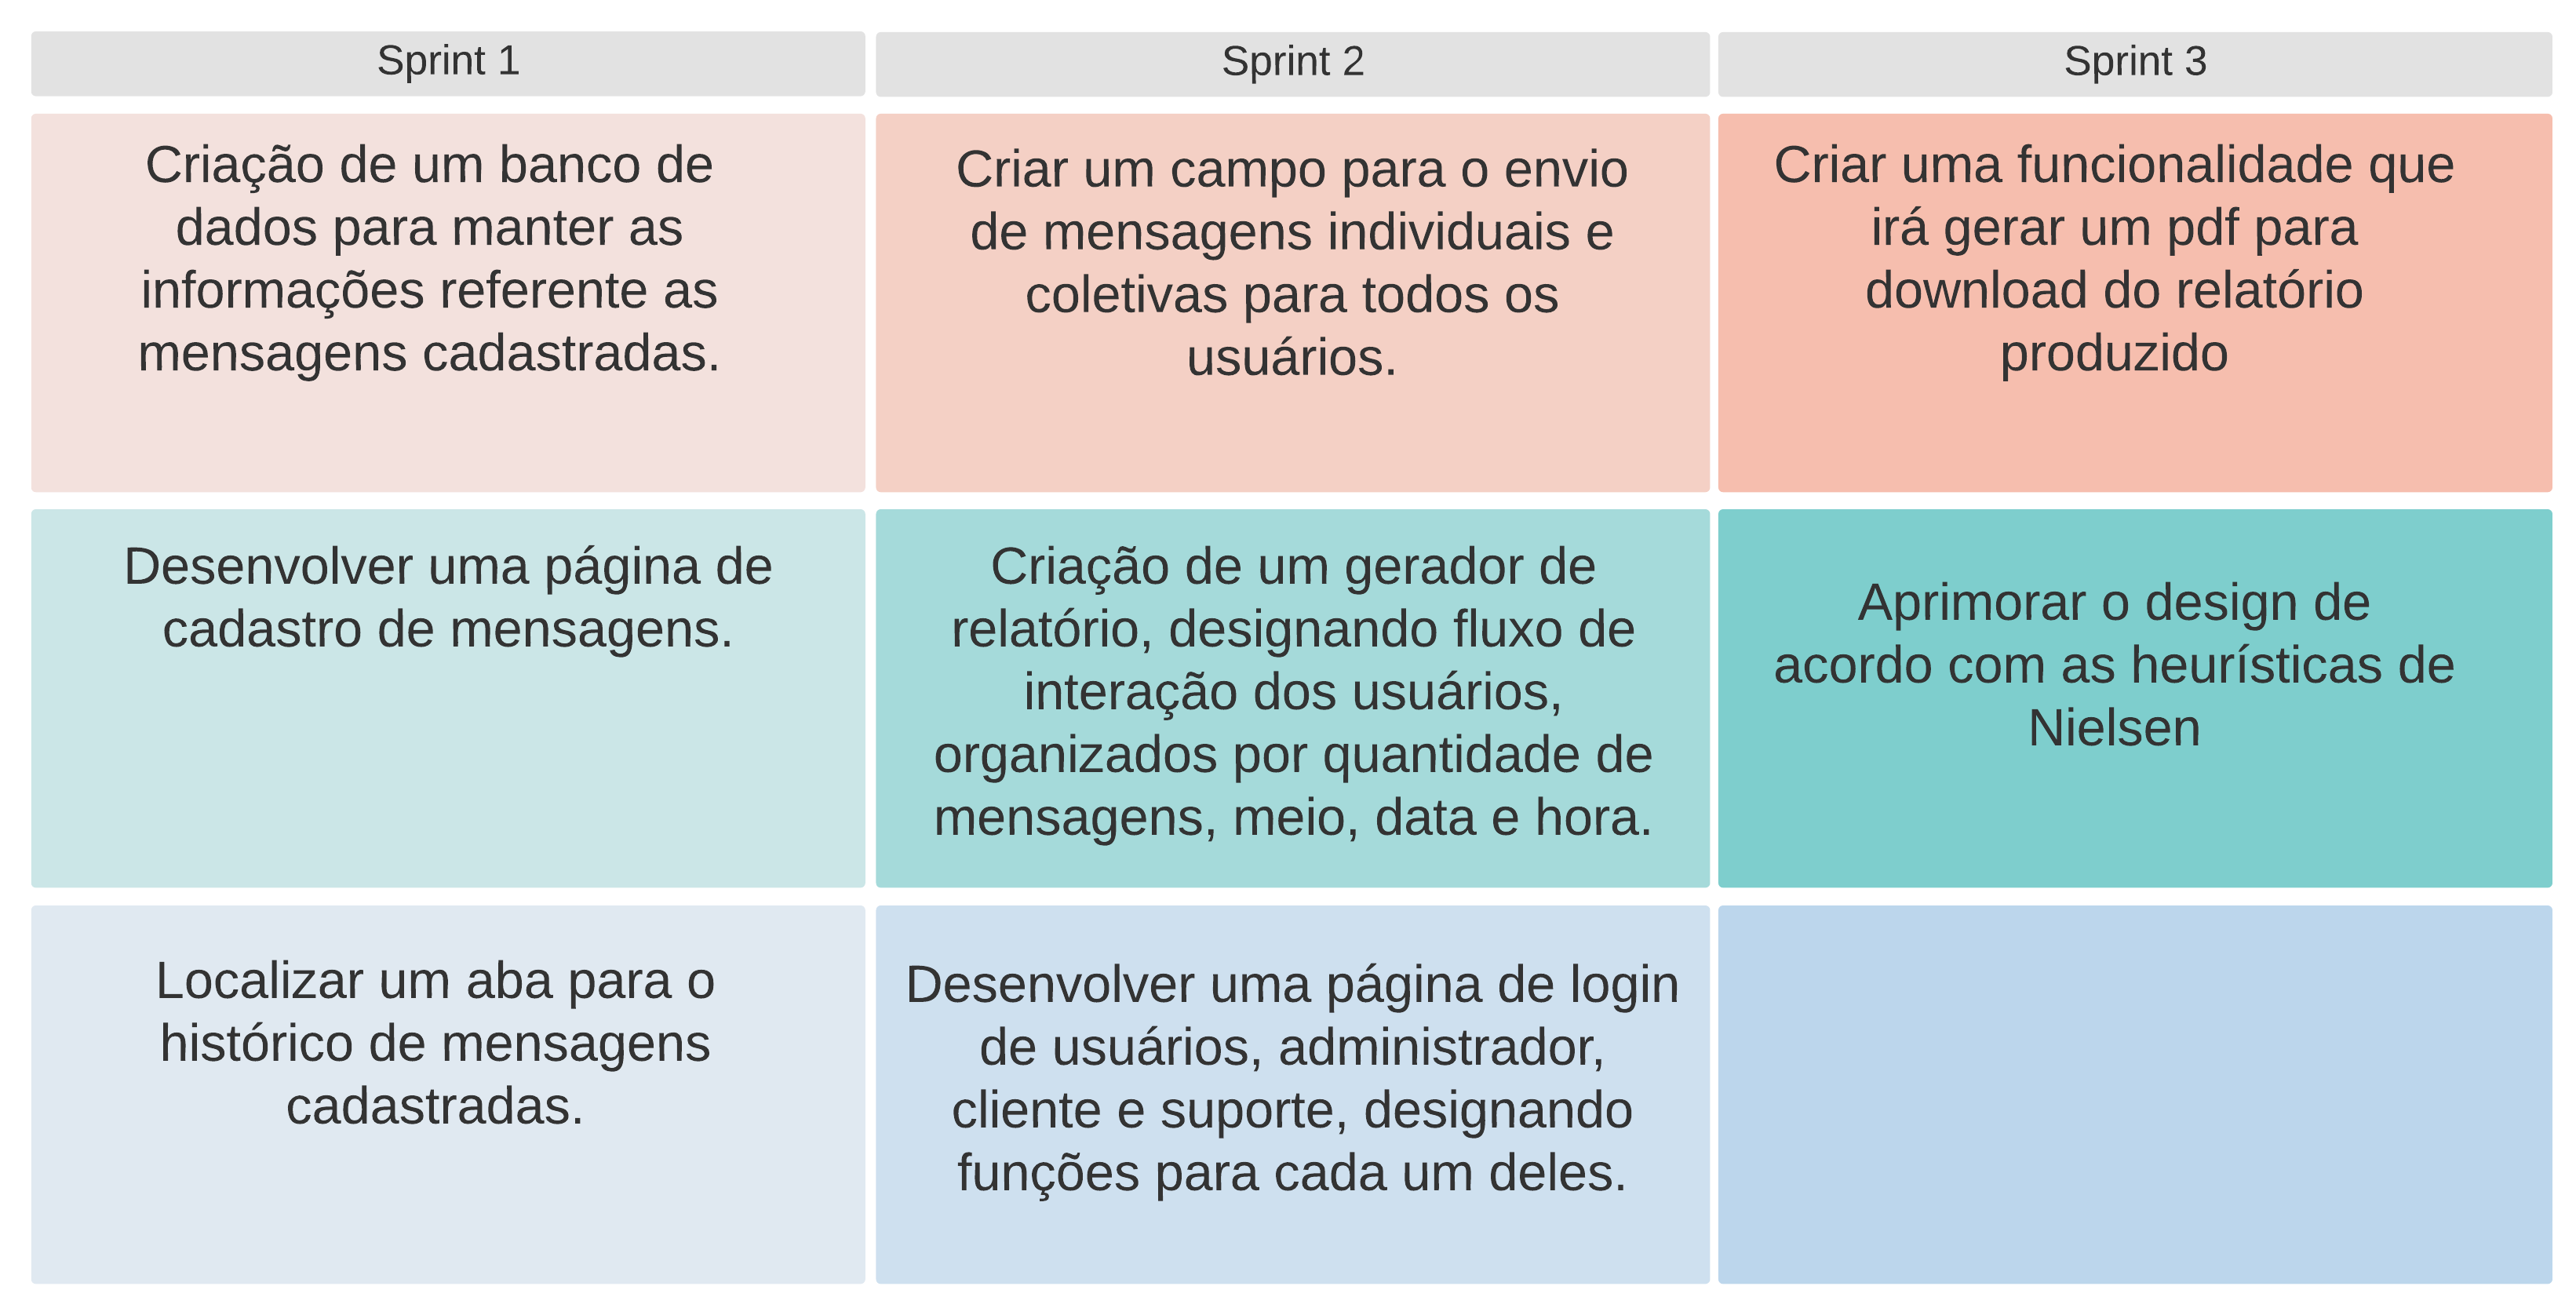 Sprint 1
Sprint 2
Sprint 3
Criação de um banco de
dados para manter as
informações referente as
mensagens cadastradas.
Criar um campo para o envio
de mensagens individuais e
coletivas para todos os
usuários.
Criar uma funcionalidade que
irá gerar um pdf para
download do relatório
produzido
Desenvolver uma página de
cadastro de mensagens.
Criação de um gerador de
relatório, designando fluxo de
interação dos usuários,
organizados por quantidade de
mensagens, meio, data e hora.
Aprimorar o design de
acordo com as heurísticas de
Nielsen
Localizar um aba para o
histórico de mensagens
cadastradas.
Desenvolver uma página de login
de usuários, administrador,
cliente e suporte, designando
funções para cada um deles.